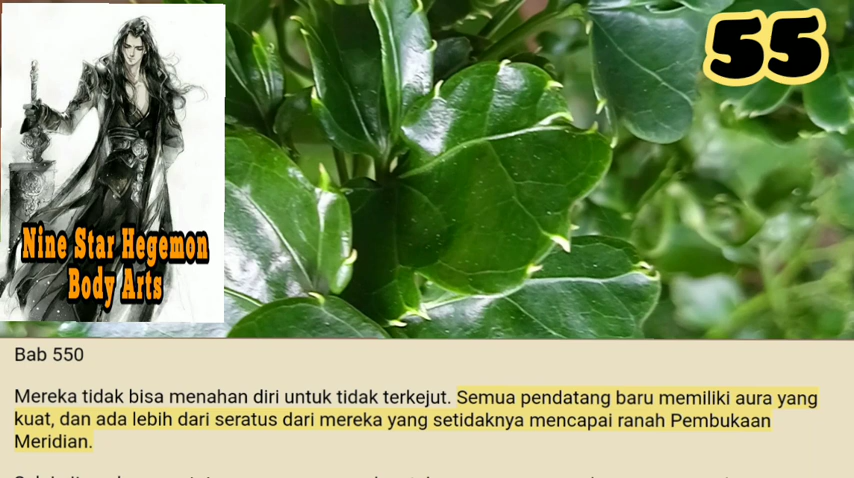 55
Nine Star Hegemon
Body Arts
Bab 550
Mereka tidak bisa menahan diri untuk tidak terkejut. Semua pendatang baru memiliki aura yang
kuat, dan ada lebih dari seratus dari mereka yang setidaknya mencapai ranah Pembukaan
Meridian.